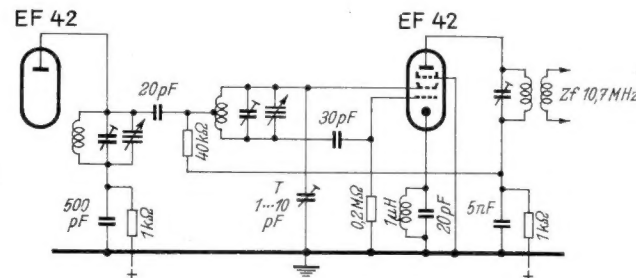 EF 42
EF 42
20pF
30pF
40kΩ
Zf 10,7 MHz
500
pF
1kΩ
T
1···10
pF
0,2MΩ
1µH
20pF
5nF
1kΩ
+
+